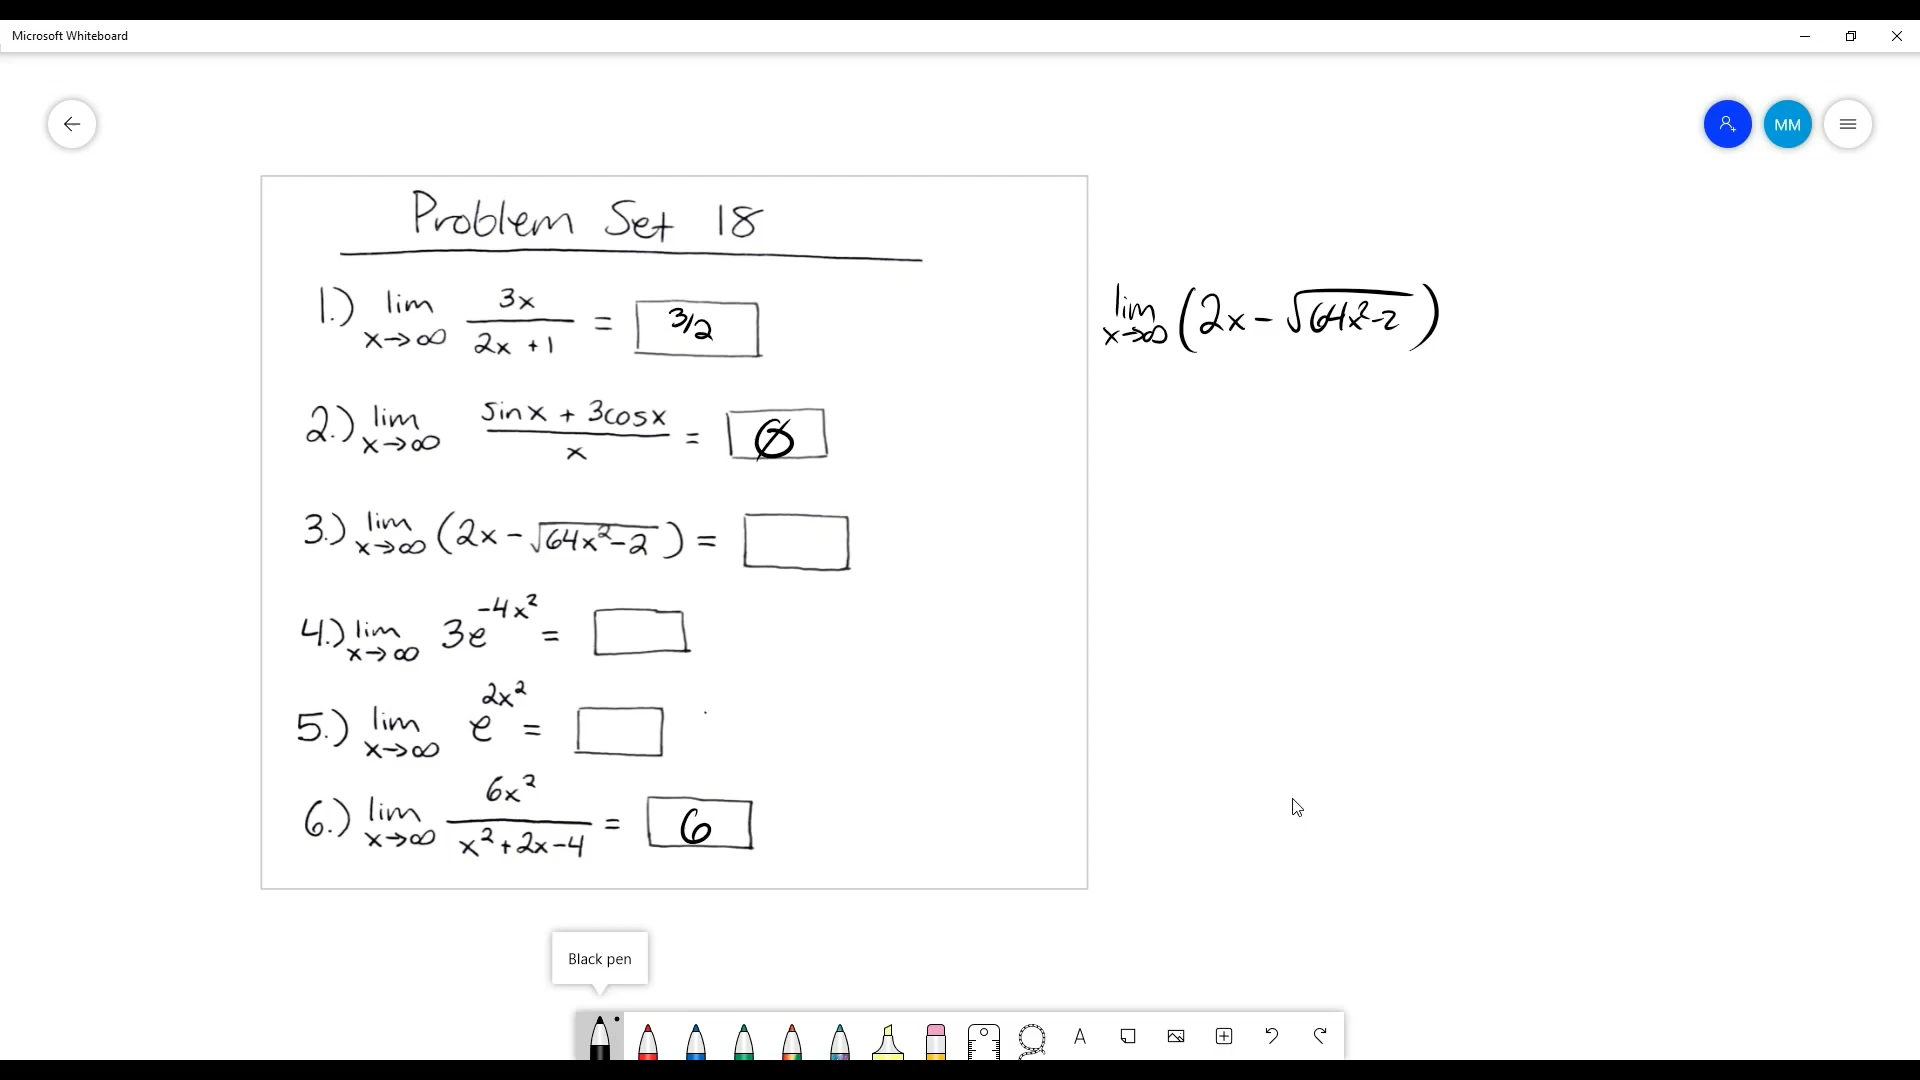 Microsoft Whiteboard
MM
Problem Set 18
1.) lim x→∞ 3x / 2x + 1 = 3/2
lim x→∞ (2x - √64x²-2)
2.) lim x→∞ sinx + 3cosx / x = Ø
3.) lim x→∞ (2x - √64x²-2) =
4.) lim x→∞ 3e^-4x² =
5.) lim x→∞ e^2x² =
6.) lim x→∞ 6x² / x²+2x-4 = 6
Black pen
A